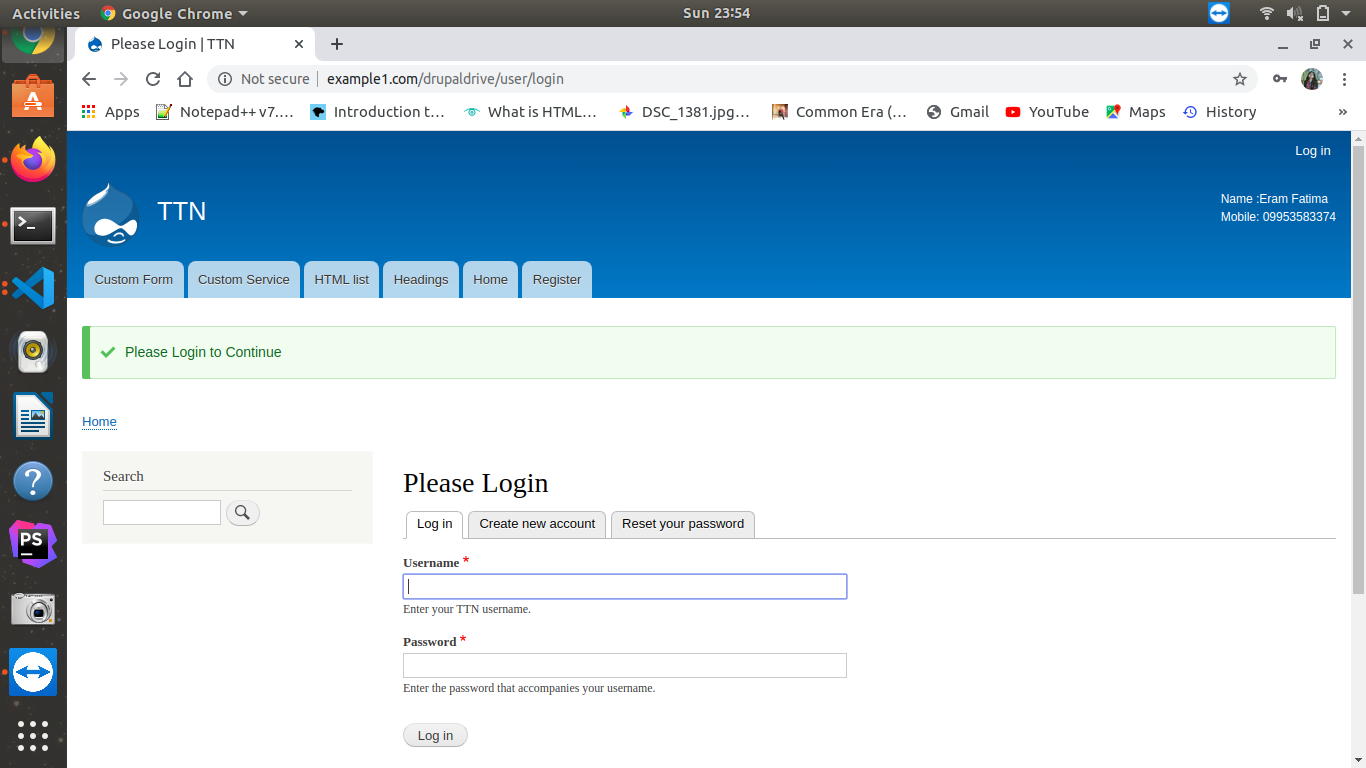 Activities Google Chrome Sun 23:54
Please Login | TTN
Not secure example1.com/drupaldrive/user/login
Apps Notepad++ v7.... Introduction t... What is HTML... DSC_1381.jpg... Common Era (... Gmail YouTube Maps History »
Log in
TTN
Name :Eram Fatima
Mobile: 09953583374
Custom Form Custom Service HTML list Headings Home Register
Please Login to Continue
Home
Search
Please Login
Log in Create new account Reset your password
Username *
Enter your TTN username.
Password *
Enter the password that accompanies your username.
Log in
PS